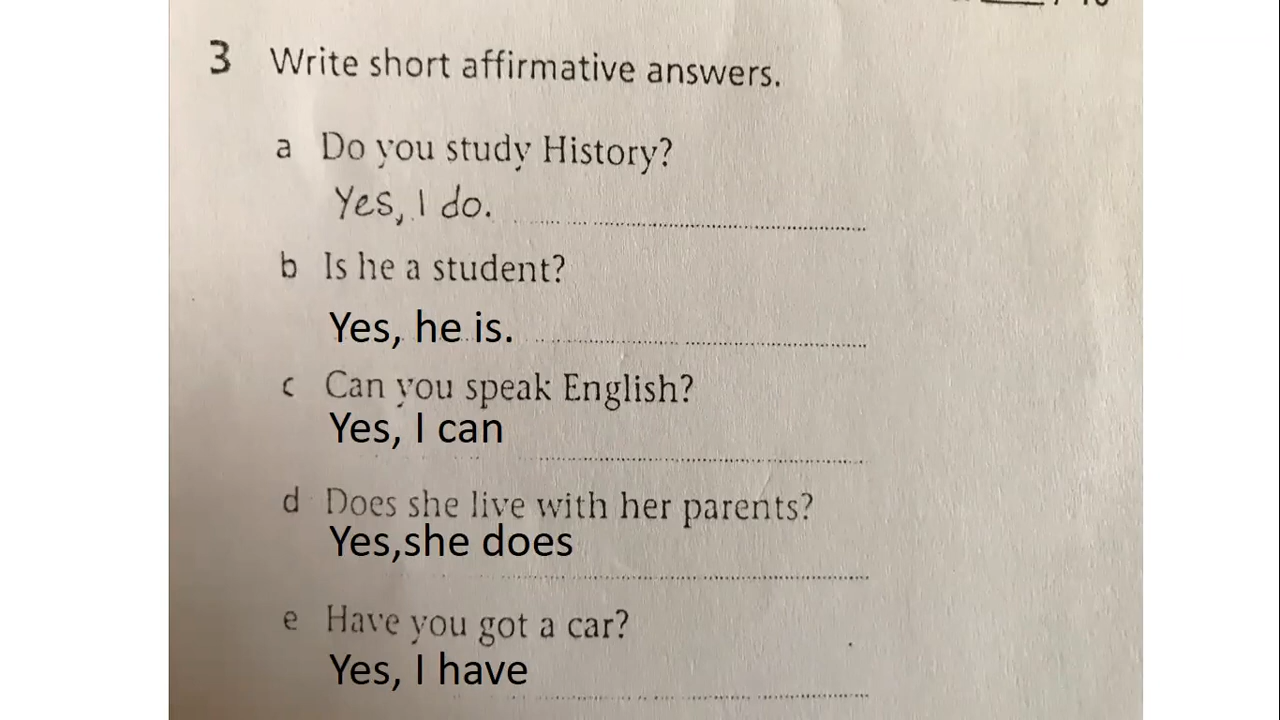 3 Write short affirmative answers.
a Do you study History?
Yes, I do.
b Is he a student?
Yes, he is.
c Can you speak English?
Yes, I can
d Does she live with her parents?
Yes,she does
e Have you got a car?
Yes, I have